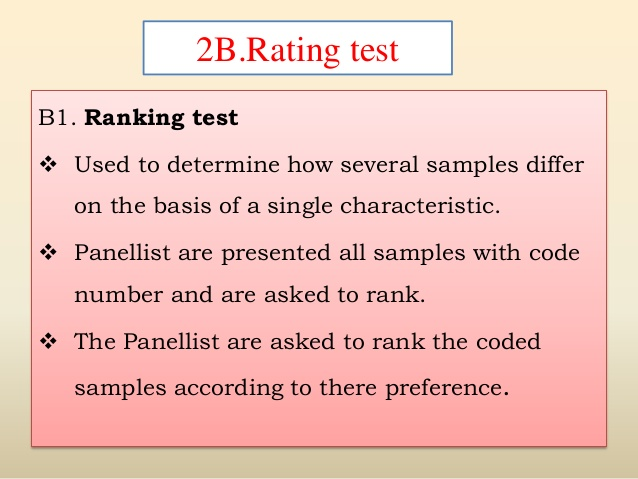 2B.Rating test
B1. Ranking test
❖ Used to determine how several samples differ
on the basis of a single characteristic.
❖ Panellist are presented all samples with code
number and are asked to rank.
❖ The Panellist are asked to rank the coded
samples according to there preference.